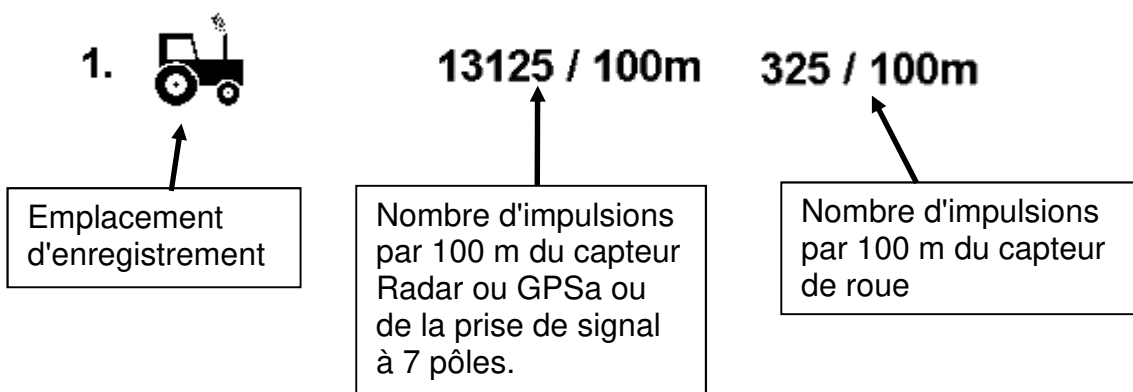 1. 13125 / 100m 325 / 100m
Emplacement
d'enregistrement
Nombre d'impulsions
par 100 m du capteur
Radar ou GPSa ou
de la prise de signal
à 7 pôles.
Nombre d'impulsions
par 100 m du capteur
de roue